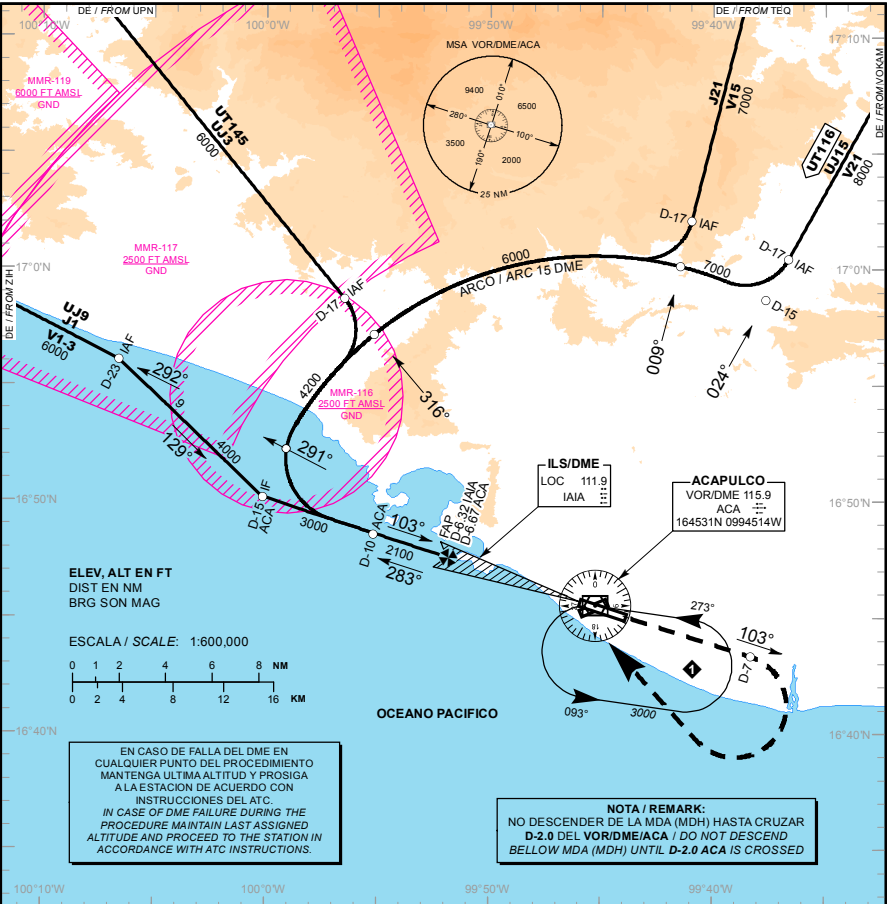 DE / FROM UPN
DE / FROM TEQ
100°10'W
100°0'W
99°50'W
99°40'W
17°10'N
DE / FROM VOKAM
MMR-119
6000 FT AMSL
GND
MSA VOR/DME/ACA
9400
6500
3500
2000
010°
100°
190°
280°
25 NM
UT145
UJ3
6000
J21
V15
7000
UT116
UJ15
V21
8000
D-17 IAF
D-17 IAF
D-17 IAF
MMR-117
2500 FT AMSL
GND
17°0'N
17°0'N
DE / FROM ZIH
6000
ARCO / ARC 15 DME
7000
D-15
009°
024°
UJ9
J1
V1-3
6000
D-23 IAF
292°
9
129°
4000
4200
MMR-116
2500 FT AMSL
GND
316°
291°
16°50'N
16°50'N
D-15 IF
ACA
3000
D-10 ACA
103°
2100
283°
FAP
D-6.32 IAIA
D-6.67 ACA
ILS/DME
LOC 111.9
IAIA
ACAPULCO
VOR/DME 115.9
ACA
164531N 0994514W
0
9
18
273°
103°
D-7
1
093°
3000
ELEV, ALT EN FT
DIST EN NM
BRG SON MAG
ESCALA / SCALE: 1:600,000
0 1 2 4 6 8 NM
0 2 4 8 12 16 KM
OCEANO PACIFICO
16°40'N
16°40'N
EN CASO DE FALLA DEL DME EN
CUALQUIER PUNTO DEL PROCEDIMIENTO
MANTENGA ULTIMA ALTITUD Y PROSIGA
A LA ESTACION DE ACUERDO CON
INSTRUCCIONES DEL ATC.
IN CASE OF DME FAILURE DURING THE
PROCEDURE MAINTAIN LAST ASSIGNED
ALTITUDE AND PROCEED TO THE STATION IN
ACCORDANCE WITH ATC INSTRUCTIONS.
NOTA / REMARK:
NO DESCENDER DE LA MDA (MDH) HASTA CRUZAR
D-2.0 DEL VOR/DME/ACA / DO NOT DESCEND
BELLOW MDA (MDH) UNTIL D-2.0 ACA IS CROSSED
100°10'W
100°0'W
99°50'W
99°40'W